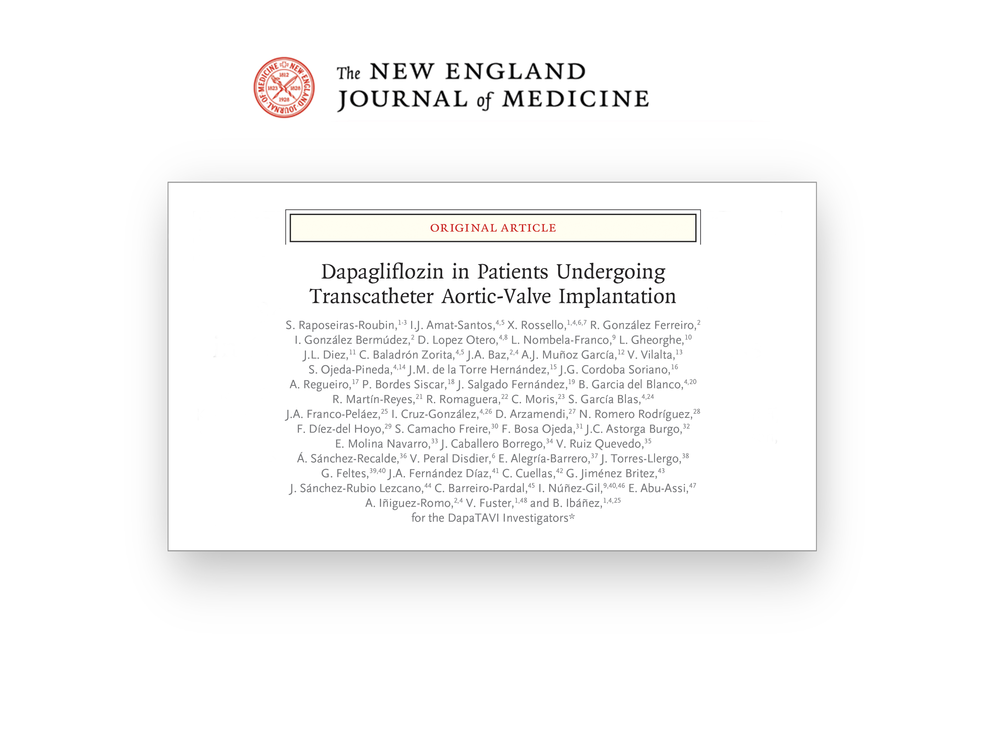 NEW·ENGLAND·JOURNAL·OF·MEDICINE
1812
1823 1828
1928
The NEW ENGLAND
JOURNAL of MEDICINE
ORIGINAL ARTICLE
Dapagliflozin in Patients Undergoing
Transcatheter Aortic-Valve Implantation
S. Raposeiras-Roubin,1-3 I.J. Amat-Santos,4,5 X. Rossello,1,4,6,7 R. González Ferreiro,2
I. González Bermúdez,2 D. Lopez Otero,4,8 L. Nombela-Franco,9 L. Gheorghe,10
J.L. Diez,11 C. Baladrón Zorita,4,5 J.A. Baz,2,4 A.J. Muñoz García,12 V. Vilalta,13
S. Ojeda-Pineda,4,14 J.M. de la Torre Hernández,15 J.G. Cordoba Soriano,16
A. Regueiro,17 P. Bordes Siscar,18 J. Salgado Fernández,19 B. Garcia del Blanco,4,20
R. Martín-Reyes,21 R. Romaguera,22 C. Moris,23 S. García Blas,4,24
J.A. Franco-Peláez,25 I. Cruz-González,4,26 D. Arzamendi,27 N. Romero Rodríguez,28
F. Díez-del Hoyo,29 S. Camacho Freire,30 F. Bosa Ojeda,31 J.C. Astorga Burgo,32
E. Molina Navarro,33 J. Caballero Borrego,34 V. Ruiz Quevedo,35
Á. Sánchez-Recalde,36 V. Peral Disdier,6 E. Alegría-Barrero,37 J. Torres-Llergo,38
G. Feltes,39,40 J.A. Fernández Díaz,41 C. Cuellas,42 G. Jiménez Britez,43
J. Sánchez-Rubio Lezcano,44 C. Barreiro-Pardal,45 I. Núñez-Gil,9,40,46 E. Abu-Assi,47
A. Iñiguez-Romo,2,4 V. Fuster,1,48 and B. Ibáñez,1,4,25
for the DapaTAVI Investigators*